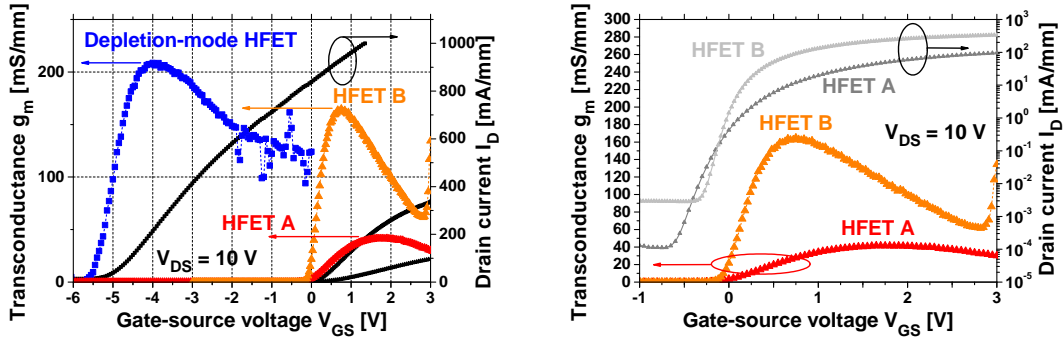 Transconductance g_m [mS/mm]
200
100
0
Depletion-mode HFET
HFET B
HFET A
V_DS = 10 V
1000
800
600
400
200
0
Drain current I_D [mA/mm]
-6 -5 -4 -3 -2 -1 0 1 2 3
Gate-source voltage V_GS [V]
Transconductance g_m [mS/mm]
300
280
260
240
220
200
180
160
140
120
100
80
60
40
20
0
HFET B
HFET A
HFET B
V_DS = 10 V
HFET A
10^3
10^2
10^1
10^0
10^-1
10^-2
10^-3
10^-4
10^-5
Drain current I_D [mA/mm]
-1 0 1 2 3
Gate-source voltage V_GS [V]